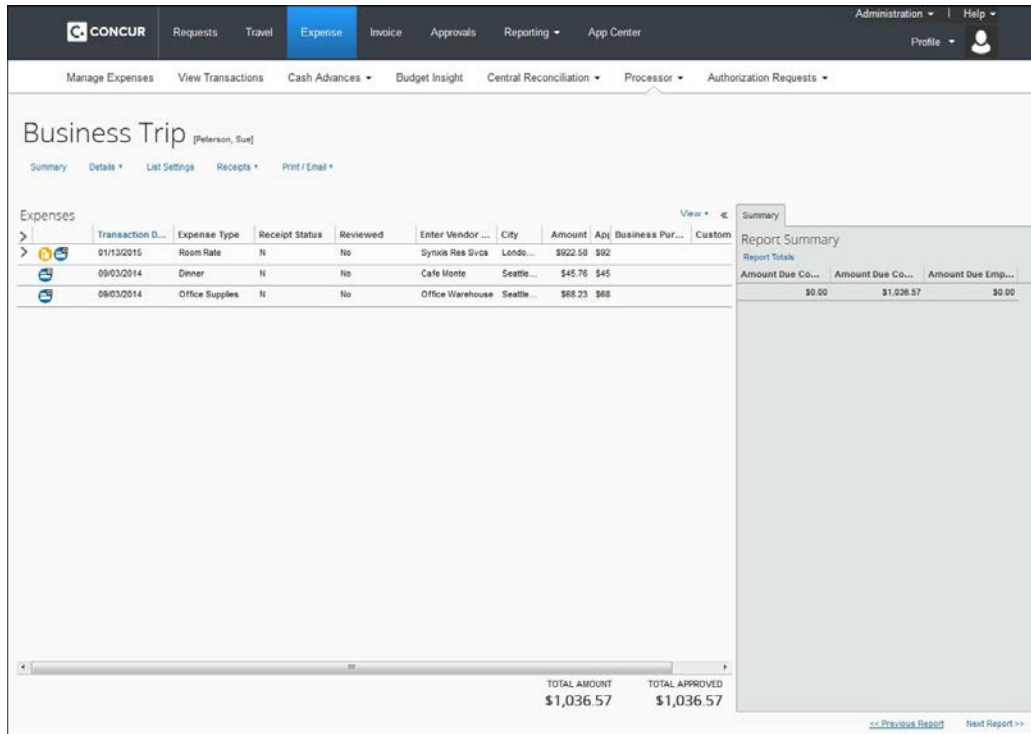 Administration | Help
C. CONCUR Requests Travel Expense Invoice Approvals Reporting App Center
Profile
Manage Expenses View Transactions Cash Advances Budget Insight Central Reconciliation Processor Authorization Requests
Business Trip [Peterson, Sue]
Summary Details List Settings Receipts Print / Email
Expenses View «
Transaction D... Expense Type Receipt Status Reviewed Enter Vendor ... City Amount Ap Business Pur... Custom
01/13/2015 Room Rate N No Synxis Res Svcs Londo... $922.58 $92
09/03/2014 Dinner N No Cafe Monte Seattle... $45.76 $45
09/03/2014 Office Supplies N No Office Warehouse Seattle... $68.23 $68
TOTAL AMOUNT TOTAL APPROVED
$1,036.57 $1,036.57
Summary
Report Summary
Report Totals
Amount Due Co... Amount Due Co... Amount Due Emp...
$0.00 $1,036.57 $0.00
<< Previous Report Next Report >>